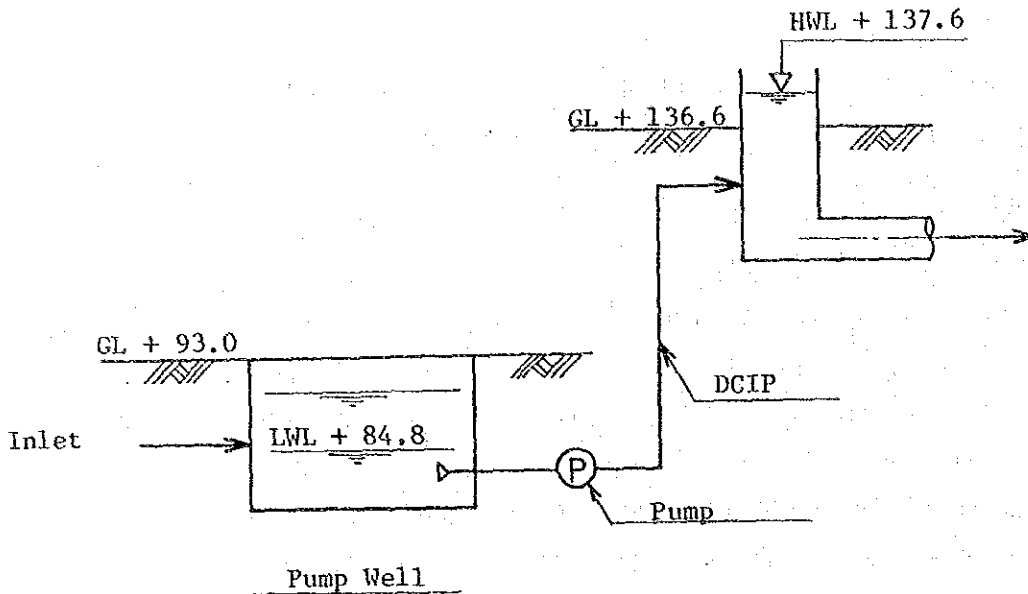 HWL + 137.6
GL + 136.6
GL + 93.0
DCIP
Inlet
LWL + 84.8
P
Pump
Pump Well